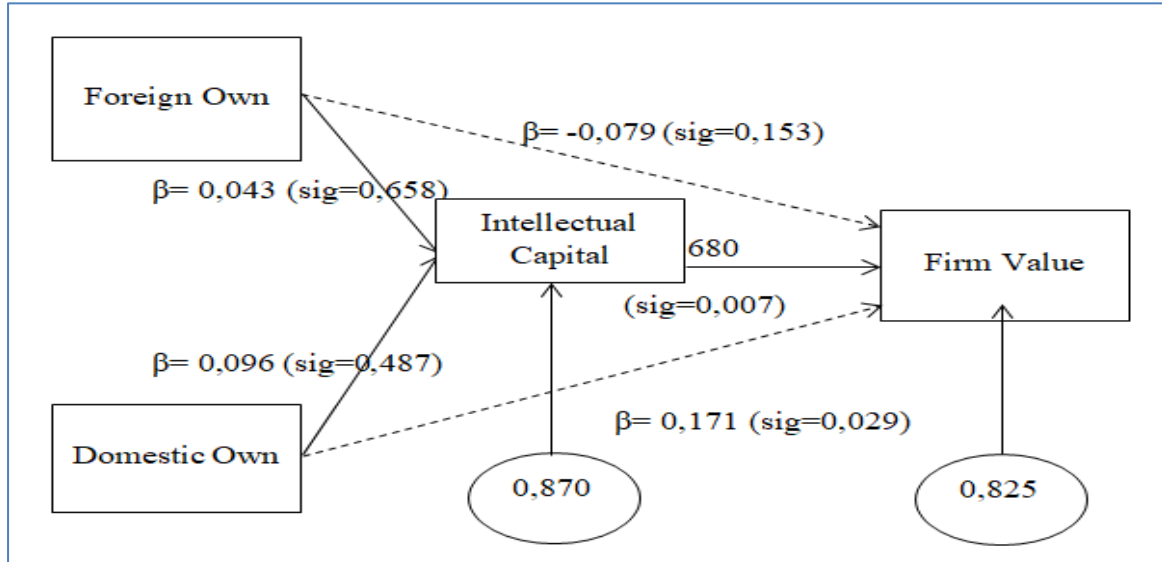 Foreign Own
β= -0,079 (sig=0,153)
β= 0,043 (sig=0,658)
Intellectual
Capital
680
Firm Value
(sig=0,007)
β= 0,096 (sig=0,487)
β= 0,171 (sig=0,029)
Domestic Own
0,870
0,825